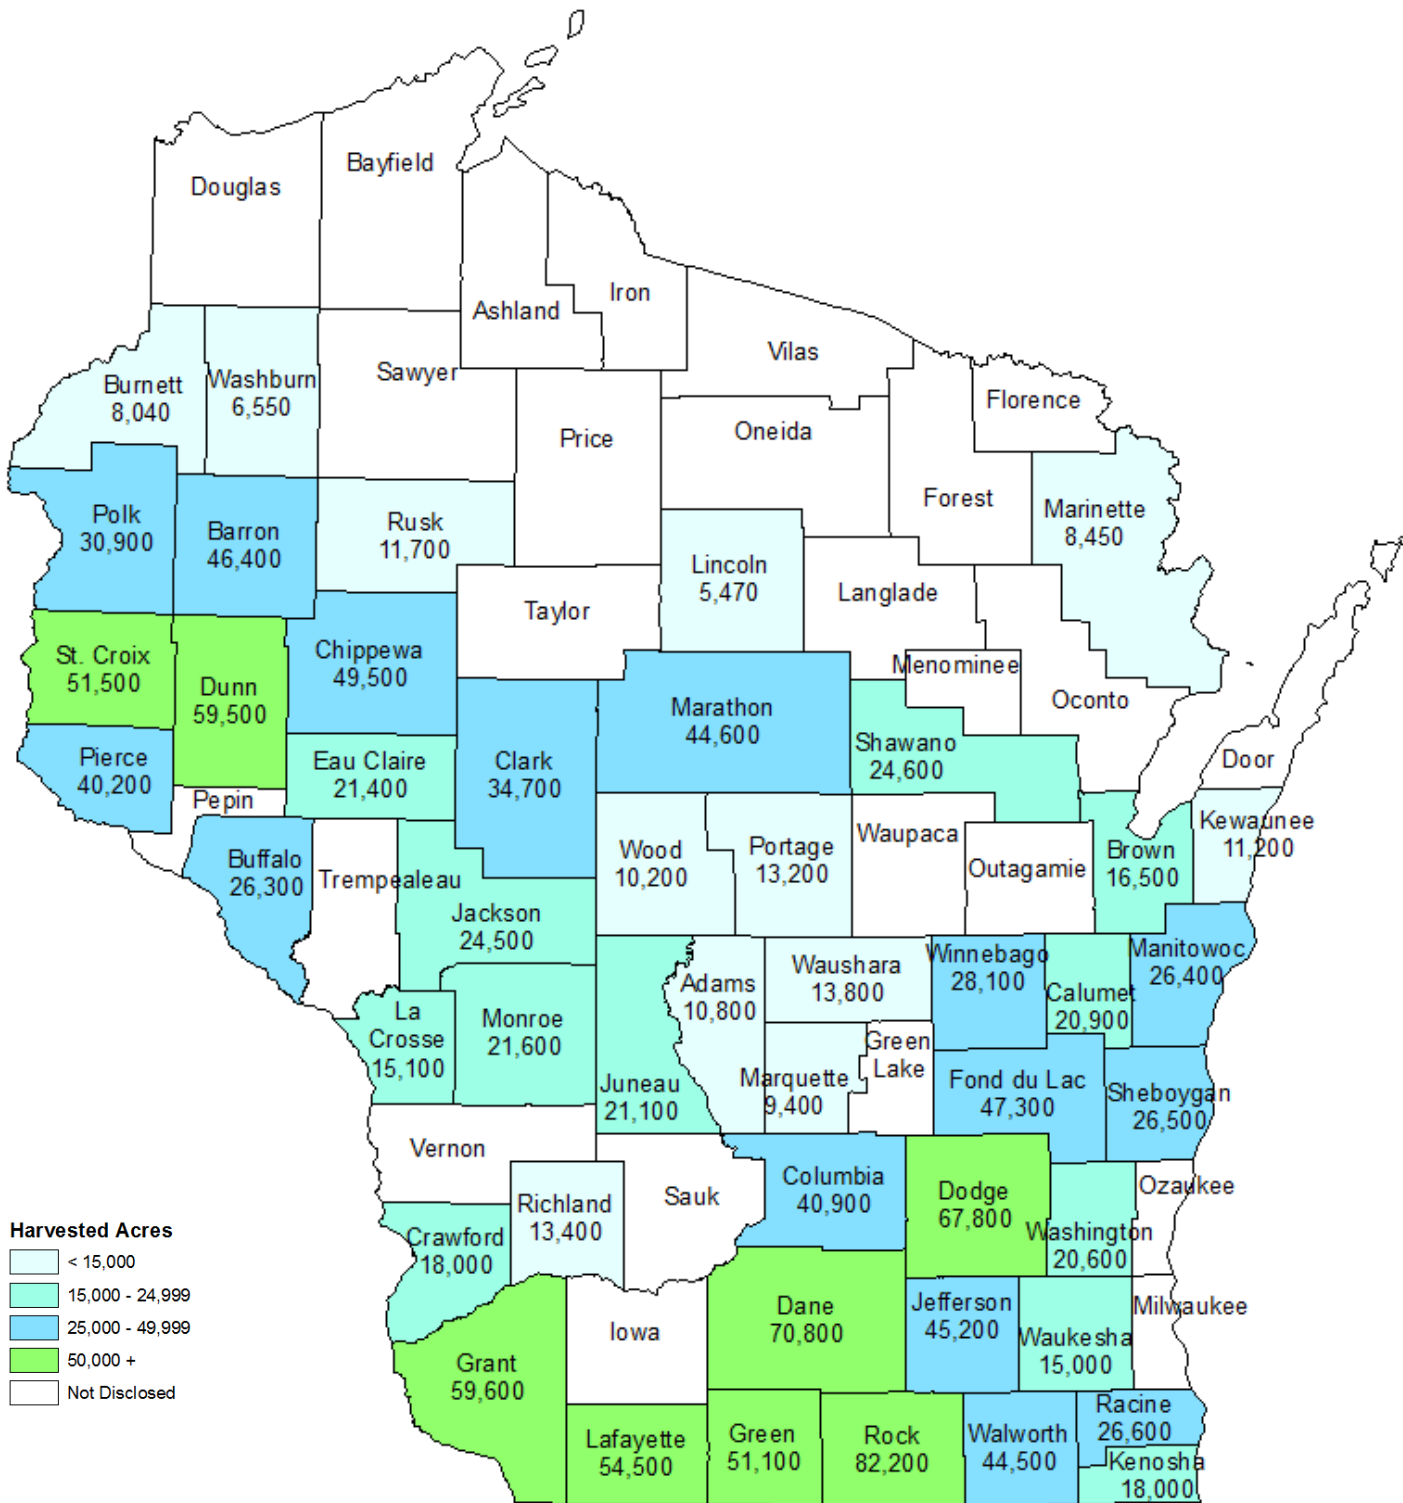 Bayfield
Douglas
Iron
Ashland
Vilas
Sawyer
Burnett
8,040
Washburn
6,550
Florence
Oneida
Price
Forest
Marinette
8,450
Polk
30,900
Barron
46,400
Rusk
11,700
Lincoln
5,470
Langlade
Taylor
St. Croix
51,500
Chippewa
49,500
Menominee
Dunn
59,500
Oconto
Marathon
44,600
Shawano
24,600
Pierce
40,200
Eau Claire
21,400
Clark
34,700
Door
Pepin
Kewaunee
11,200
Waupaca
Wood
10,200
Portage
13,200
Brown
16,500
Buffalo
26,300
Outagamie
Trempealeau
Jackson
24,500
Winnebago
28,100
Manitowoc
26,400
Waushara
13,800
Adams
10,800
Calumet
20,900
La
Crosse
15,100
Monroe
21,600
Green
Lake
Juneau
21,100
Marquette
9,400
Fond du Lac
47,300
Sheboygan
26,500
Vernon
Columbia
40,900
Dodge
67,800
Ozaukee
Sauk
Richland
13,400
Crawford
18,000
Washington
20,600
Harvested Acres
< 15,000
15,000 - 24,999
25,000 - 49,999
50,000 +
Not Disclosed
Dane
70,800
Jefferson
45,200
Milwaukee
Iowa
Waukesha
15,000
Grant
59,600
Racine
26,600
Lafayette
54,500
Green
51,100
Rock
82,200
Walworth
44,500
Kenosha
18,000